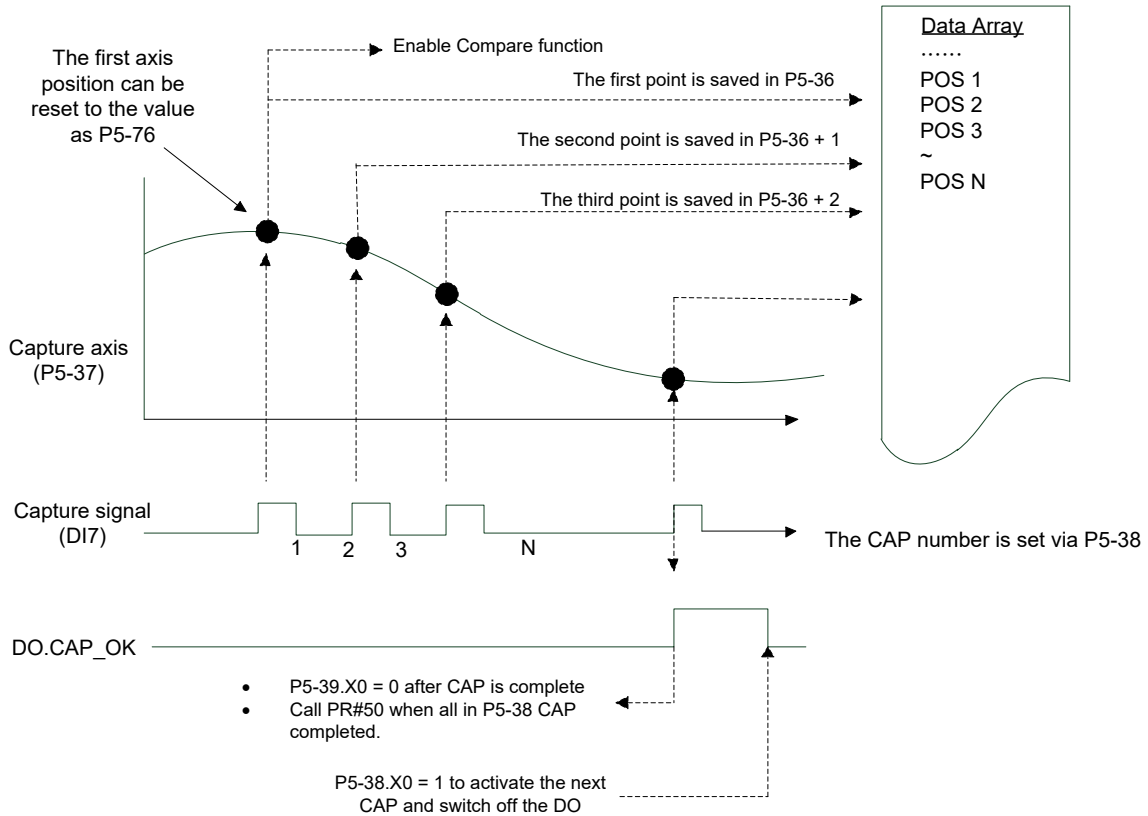 The first axis
position can be
reset to the value
as P5-76
Enable Compare function
The first point is saved in P5-36
The second point is saved in P5-36 + 1
The third point is saved in P5-36 + 2
Data Array
......
POS 1
POS 2
POS 3
~
POS N
Capture axis
(P5-37)
Capture signal
(DI7)
1 2 3 N
The CAP number is set via P5-38
DO.CAP_OK
• P5-39.X0 = 0 after CAP is complete
• Call PR#50 when all in P5-38 CAP
completed.
P5-38.X0 = 1 to activate the next
CAP and switch off the DO